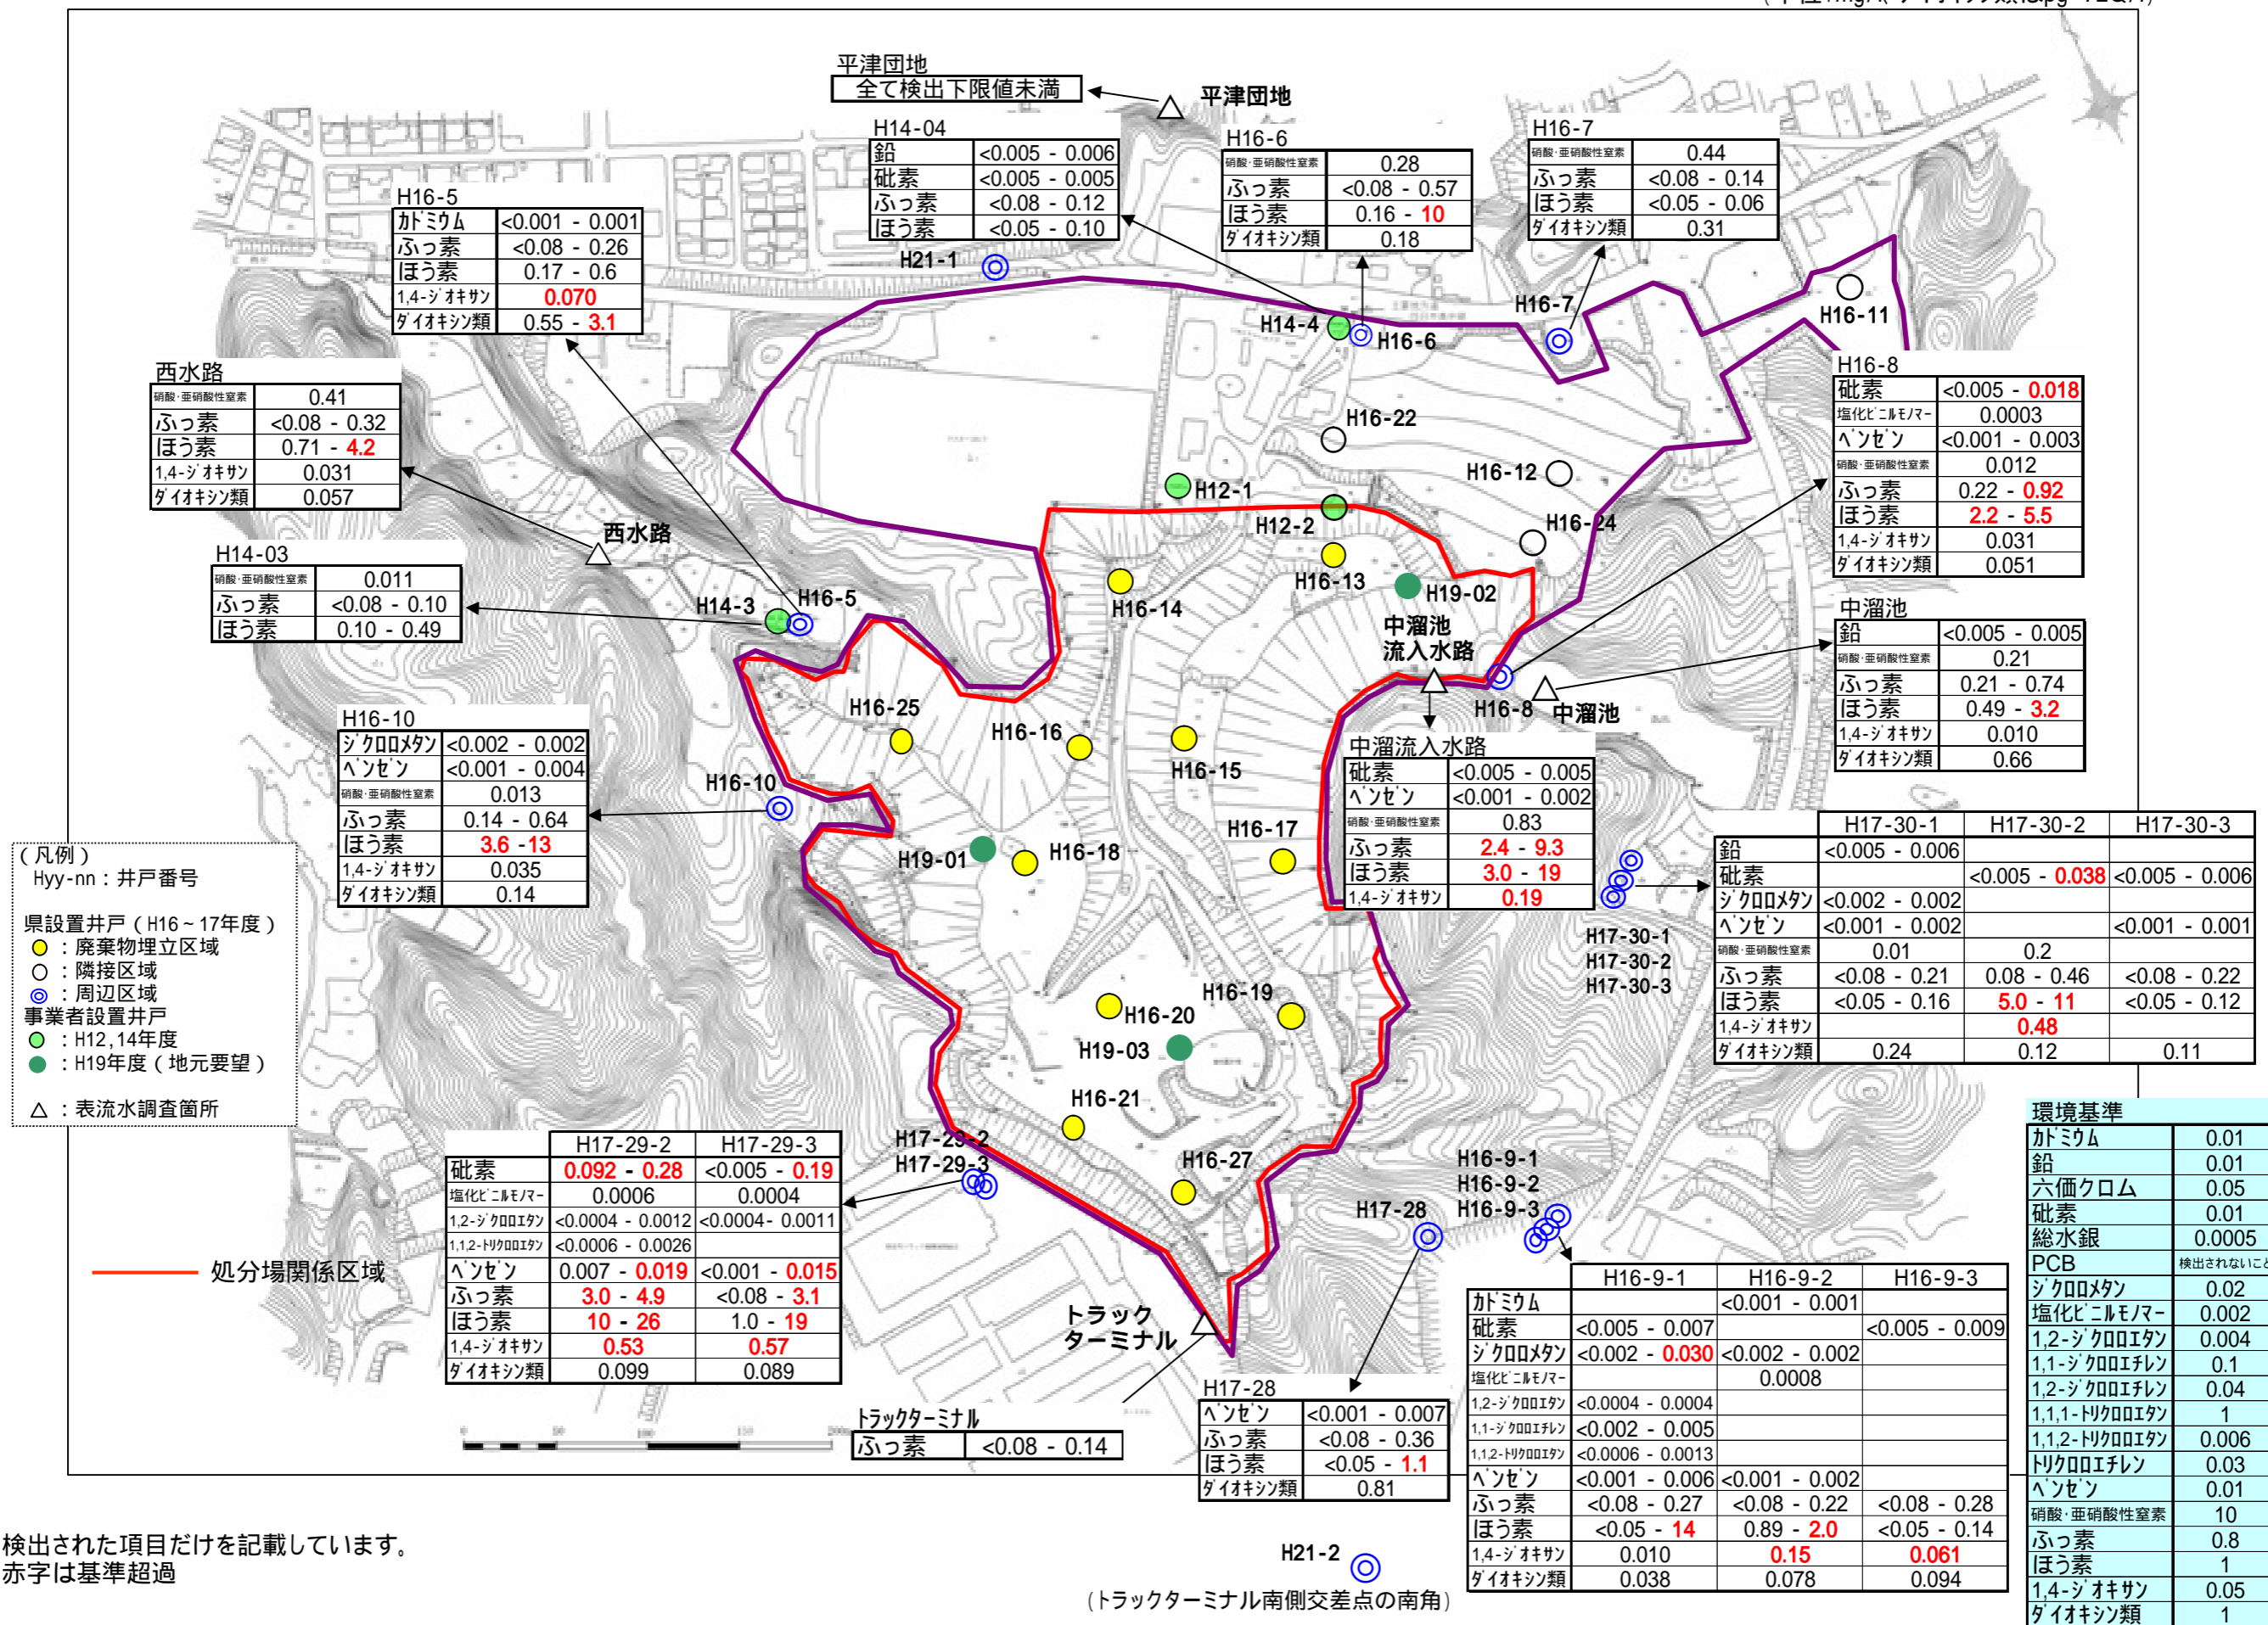 平津団地
全て検出下限値未満
平津団地
H14-04
鉛 <0.005 - 0.006
砒素 <0.005 - 0.005
ふっ素 <0.08 - 0.12
ほう素 <0.05 - 0.10
H16-6
硝酸・亜硝酸性窒素 0.28
ふっ素 <0.08 - 0.57
ほう素 0.16 - 10
ダイオキシン類 0.18
H16-7
硝酸・亜硝酸性窒素 0.44
ふっ素 <0.08 - 0.14
ほう素 <0.05 - 0.06
ダイオキシン類 0.31
H16-5
カドミウム <0.001 - 0.001
ふっ素 <0.08 - 0.26
ほう素 0.17 - 0.6
1,4-ジオキサン 0.070
ダイオキシン類 0.55 - 3.1
H21-1
H14-4
H16-6
H16-7
H16-11
西水路
硝酸・亜硝酸性窒素 0.41
ふっ素 <0.08 - 0.32
ほう素 0.71 - 4.2
1,4-ジオキサン 0.031
ダイオキシン類 0.057
H16-8
砒素 <0.005 - 0.018
塩化ビニルモノマー 0.0003
ベンゼン <0.001 - 0.003
硝酸・亜硝酸性窒素 0.012
ふっ素 0.22 - 0.92
ほう素 2.2 - 5.5
1,4-ジオキサン 0.031
ダイオキシン類 0.051
H16-22
H16-12
H12-1
H12-2
H16-24
西水路
H14-03
硝酸・亜硝酸性窒素 0.011
ふっ素 <0.08 - 0.10
ほう素 0.10 - 0.49
H14-3
H16-5
H16-14
H16-13
H19-02
中溜池
流入水路
中溜池
鉛 <0.005 - 0.005
硝酸・亜硝酸性窒素 0.21
ふっ素 0.21 - 0.74
ほう素 0.49 - 3.2
1,4-ジオキサン 0.010
ダイオキシン類 0.66
H16-8
中溜池
H16-25
H16-16
H16-15
H16-10
ジクロロメタン <0.002 - 0.002
ベンゼン <0.001 - 0.004
硝酸・亜硝酸性窒素 0.013
ふっ素 0.14 - 0.64
ほう素 3.6 -13
1,4-ジオキサン 0.035
ダイオキシン類 0.14
H16-10
中溜流入水路
砒素 <0.005 - 0.005
ベンゼン <0.001 - 0.002
硝酸・亜硝酸性窒素 0.83
ふっ素 2.4 - 9.3
ほう素 3.0 - 19
1,4-ジオキサン 0.19
H16-17
H19-01
H16-18
H17-30-1 H17-30-2 H17-30-3
鉛 <0.005 - 0.006
砒素 <0.005 - 0.038 <0.005 - 0.006
ジクロロメタン <0.002 - 0.002
ベンゼン <0.001 - 0.002 <0.001 - 0.001
硝酸・亜硝酸性窒素 0.01 0.2
ふっ素 <0.08 - 0.21 0.08 - 0.46 <0.08 - 0.22
ほう素 <0.05 - 0.16 5.0 - 11 <0.05 - 0.12
1,4-ジオキサン 0.48
ダイオキシン類 0.24 0.12 0.11
H17-30-1
H17-30-2
H17-30-3
(凡例)
Hyy-nn：井戸番号
県設置井戸（H16～17年度）
：廃棄物埋立区域
：隣接区域
：周辺区域
事業者設置井戸
：H12,14年度
：H19年度（地元要望）
：表流水調査箇所
H16-20
H16-19
H19-03
H16-21
H16-27
H17-29-2
H17-29-3
H17-29-2 H17-29-3
砒素 0.092 - 0.28 <0.005 - 0.19
塩化ビニルモノマー 0.0006 0.0004
1,2-ジクロロエタン <0.0004 - 0.0012 <0.0004- 0.0011
1,1,2-トリクロロエタン <0.0006 - 0.0026
ベンゼン 0.007 - 0.019 <0.001 - 0.015
ふっ素 3.0 - 4.9 <0.08 - 3.1
ほう素 10 - 26 1.0 - 19
1,4-ジオキサン 0.53 0.57
ダイオキシン類 0.099 0.089
処分場関係区域
H16-9-1
H16-9-2
H16-9-3
H17-28
トラック
ターミナル
H16-9-1 H16-9-2 H16-9-3
カドミウム <0.001 - 0.001
砒素 <0.005 - 0.007 <0.005 - 0.009
ジクロロメタン <0.002 - 0.030 <0.002 - 0.002
塩化ビニルモノマー 0.0008
1,2-ジクロロエタン <0.0004 - 0.0004
1,1-ジクロロエチレン <0.002 - 0.005
1,1,2-トリクロロエタン <0.0006 - 0.0013
ベンゼン <0.001 - 0.006 <0.001 - 0.002
ふっ素 <0.08 - 0.27 <0.08 - 0.22 <0.08 - 0.28
ほう素 <0.05 - 14 0.89 - 2.0 <0.05 - 0.14
1,4-ジオキサン 0.010 0.15 0.061
ダイオキシン類 0.038 0.078 0.094
環境基準
カドミウム 0.01
鉛 0.01
六価クロム 0.05
砒素 0.01
総水銀 0.0005
PCB 検出されないこと
ジクロロメタン 0.02
塩化ビニルモノマー 0.002
1,2-ジクロロエタン 0.004
1,1-ジクロロエチレン 0.1
1,2-ジクロロエチレン 0.04
1,1,1-トリクロロエタン 1
1,1,2-トリクロロエタン 0.006
トリクロロエチレン 0.03
ベンゼン 0.01
硝酸・亜硝酸性窒素 10
ふっ素 0.8
ほう素 1
1,4-ジオキサン 0.05
ダイオキシン類 1
H17-28
ベンゼン <0.001 - 0.007
ふっ素 <0.08 - 0.36
ほう素 <0.05 - 1.1
ダイオキシン類 0.81
トラックターミナル
ふっ素 <0.08 - 0.14
0 50 100 150 200m
検出された項目だけを記載しています。
赤字は基準超過
H21-2
(トラックターミナル南側交差点の南角)